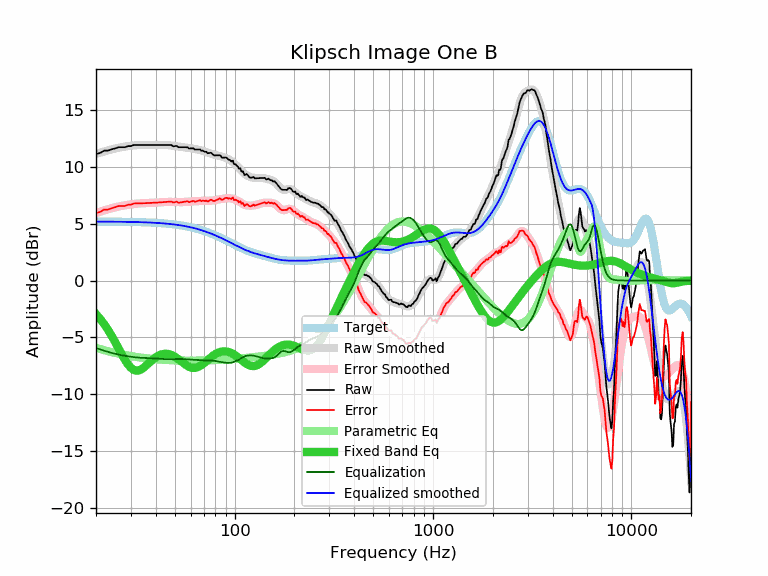 Klipsch Image One B
Amplitude (dBr)
15
10
5
0
−5
−10
−15
−20
Target
Raw Smoothed
Error Smoothed
Raw
Error
Parametric Eq
Fixed Band Eq
Equalization
Equalized smoothed
100
1000
10000
Frequency (Hz)